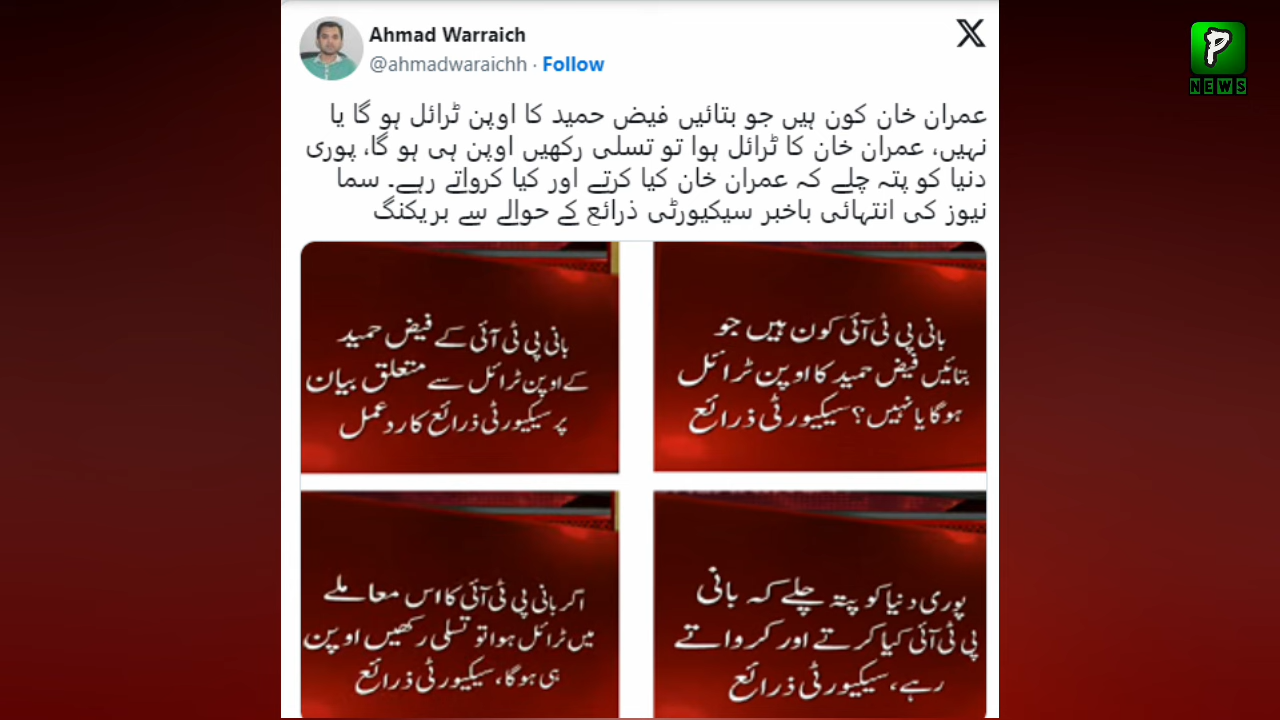 Ahmad Warraich
@ahmadwaraichh · Follow
X
P
NEWS
عمران خان کون ہیں جو بتائیں فیض حمید کا اوپن ٹرائل ہو گا یا
نہیں، عمران خان کا ٹرائل ہوا تو تسلی رکھیں اوپن ہی ہو گا، پوری
دنیا کو پتہ چلے کہ عمران خان کیا کرتے اور کیا کرواتے رہے۔ سما
نیوز کی انتہائی باخبر سیکیورٹی ذرائع کے حوالے سے بریکنگ
بانی پی ٹی آئی کون ہیں جو
بتائیں فیض حمید کا اوپن ٹرائل
ہوگا یا نہیں؟ سیکیورٹی ذرائع
بانی پی ٹی آئی کے فیض حمید
کے اوپن ٹرائل سے متعلق بیان
پر سیکیورٹی ذرائع کا ردعمل
پوری دنیا کو پتہ چلے کہ بانی
پی ٹی آئی کیا کرتے اور کرواتے
رہے، سیکیورٹی ذرائع
اگر بانی پی ٹی آئی کا اس معاملے
میں ٹرائل ہوا تو تسلی رکھیں اوپن
ہی ہوگا، سیکیورٹی ذرائع